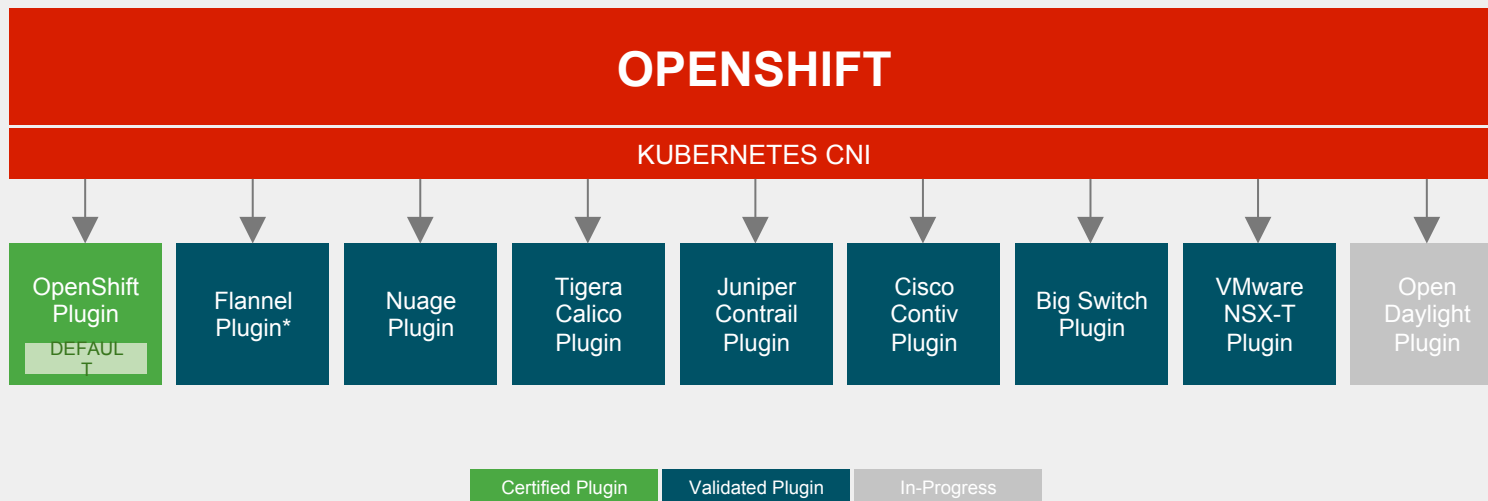 OPENSHIFT
KUBERNETES CNI
OpenShift
Plugin
DEFAUL
T
Flannel
Plugin*
Nuage
Plugin
Tigera
Calico
Plugin
Juniper
Contrail
Plugin
Cisco
Contiv
Plugin
Big Switch
Plugin
VMware
NSX-T
Plugin
Open
Daylight
Plugin
Certified Plugin
Validated Plugin
In-Progress